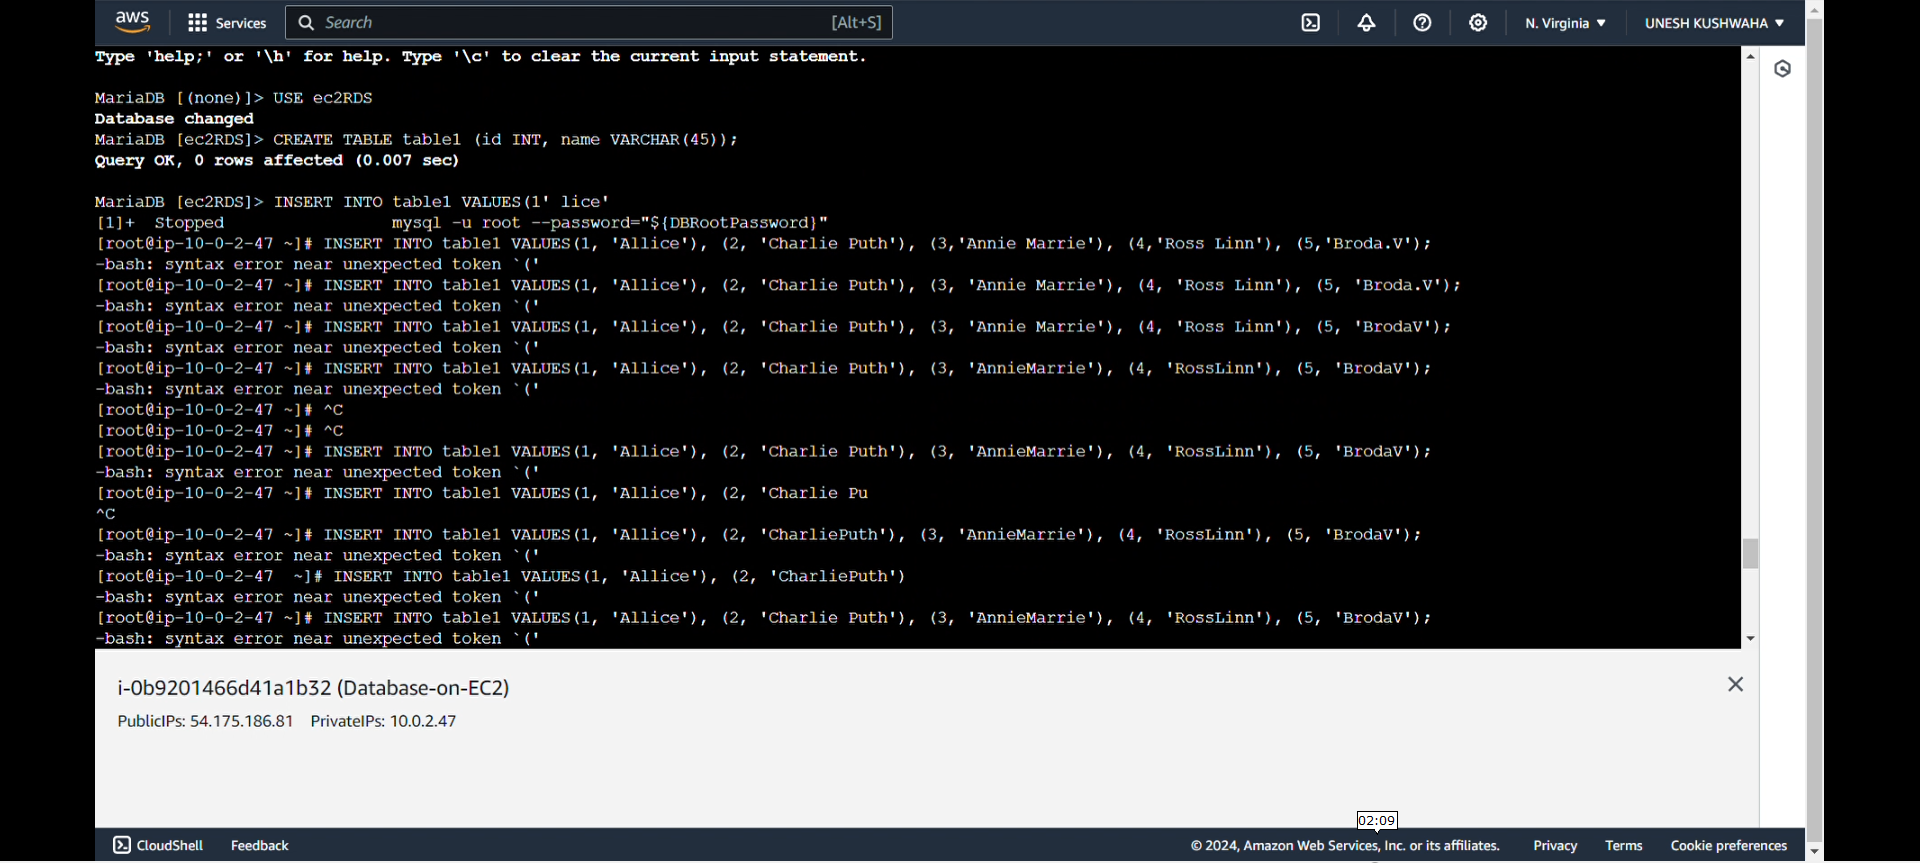 aws Services Search [Alt+S] N. Virginia UNESH KUSHWAHA
Type 'help;' or '\h' for help. Type '\c' to clear the current input statement.
MariaDB [(none)]> USE ec2RDS
Database changed
MariaDB [ec2RDS]> CREATE TABLE table1 (id INT, name VARCHAR(45));
Query OK, 0 rows affected (0.007 sec)
MariaDB [ec2RDS]> INSERT INTO table1 VALUES(1' lice'
[1]+  Stopped                 mysql -u root --password="${DBRootPassword}"
[root@ip-10-0-2-47 ~]# INSERT INTO table1 VALUES(1, 'Allice'), (2, 'Charlie Puth'), (3,'Annie Marrie'), (4,'Ross Linn'), (5,'Broda.V');
-bash: syntax error near unexpected token `('
[root@ip-10-0-2-47 ~]# INSERT INTO table1 VALUES(1, 'Allice'), (2, 'Charlie Puth'), (3, 'Annie Marrie'), (4, 'Ross Linn'), (5, 'Broda.V');
-bash: syntax error near unexpected token `('
[root@ip-10-0-2-47 ~]# INSERT INTO table1 VALUES(1, 'Allice'), (2, 'Charlie Puth'), (3, 'Annie Marrie'), (4, 'Ross Linn'), (5, 'BrodaV');
-bash: syntax error near unexpected token `('
[root@ip-10-0-2-47 ~]# INSERT INTO table1 VALUES(1, 'Allice'), (2, 'Charlie Puth'), (3, 'AnnieMarrie'), (4, 'RossLinn'), (5, 'BrodaV');
-bash: syntax error near unexpected token `('
[root@ip-10-0-2-47 ~]# ^C
[root@ip-10-0-2-47 ~]# ^C
[root@ip-10-0-2-47 ~]# INSERT INTO table1 VALUES(1, 'Allice'), (2, 'Charlie Puth'), (3, 'AnnieMarrie'), (4, 'RossLinn'), (5, 'BrodaV');
-bash: syntax error near unexpected token `('
[root@ip-10-0-2-47 ~]# INSERT INTO table1 VALUES(1, 'Allice'), (2, 'Charlie Pu
^C
[root@ip-10-0-2-47 ~]# INSERT INTO table1 VALUES(1, 'Allice'), (2, 'CharliePuth'), (3, 'AnnieMarrie'), (4, 'RossLinn'), (5, 'BrodaV');
-bash: syntax error near unexpected token `('
[root@ip-10-0-2-47  ~]# INSERT INTO table1 VALUES(1, 'Allice'), (2, 'CharliePuth')
-bash: syntax error near unexpected token `('
[root@ip-10-0-2-47 ~]# INSERT INTO table1 VALUES(1, 'Allice'), (2, 'Charlie Puth'), (3, 'AnnieMarrie'), (4, 'RossLinn'), (5, 'BrodaV');
-bash: syntax error near unexpected token `('
i-0b9201466d41a1b32 (Database-on-EC2)
PublicIPs: 54.175.186.81 PrivateIPs: 10.0.2.47
02:09
CloudShell Feedback © 2024, Amazon Web Services, Inc. or its affiliates. Privacy Terms Cookie preferences